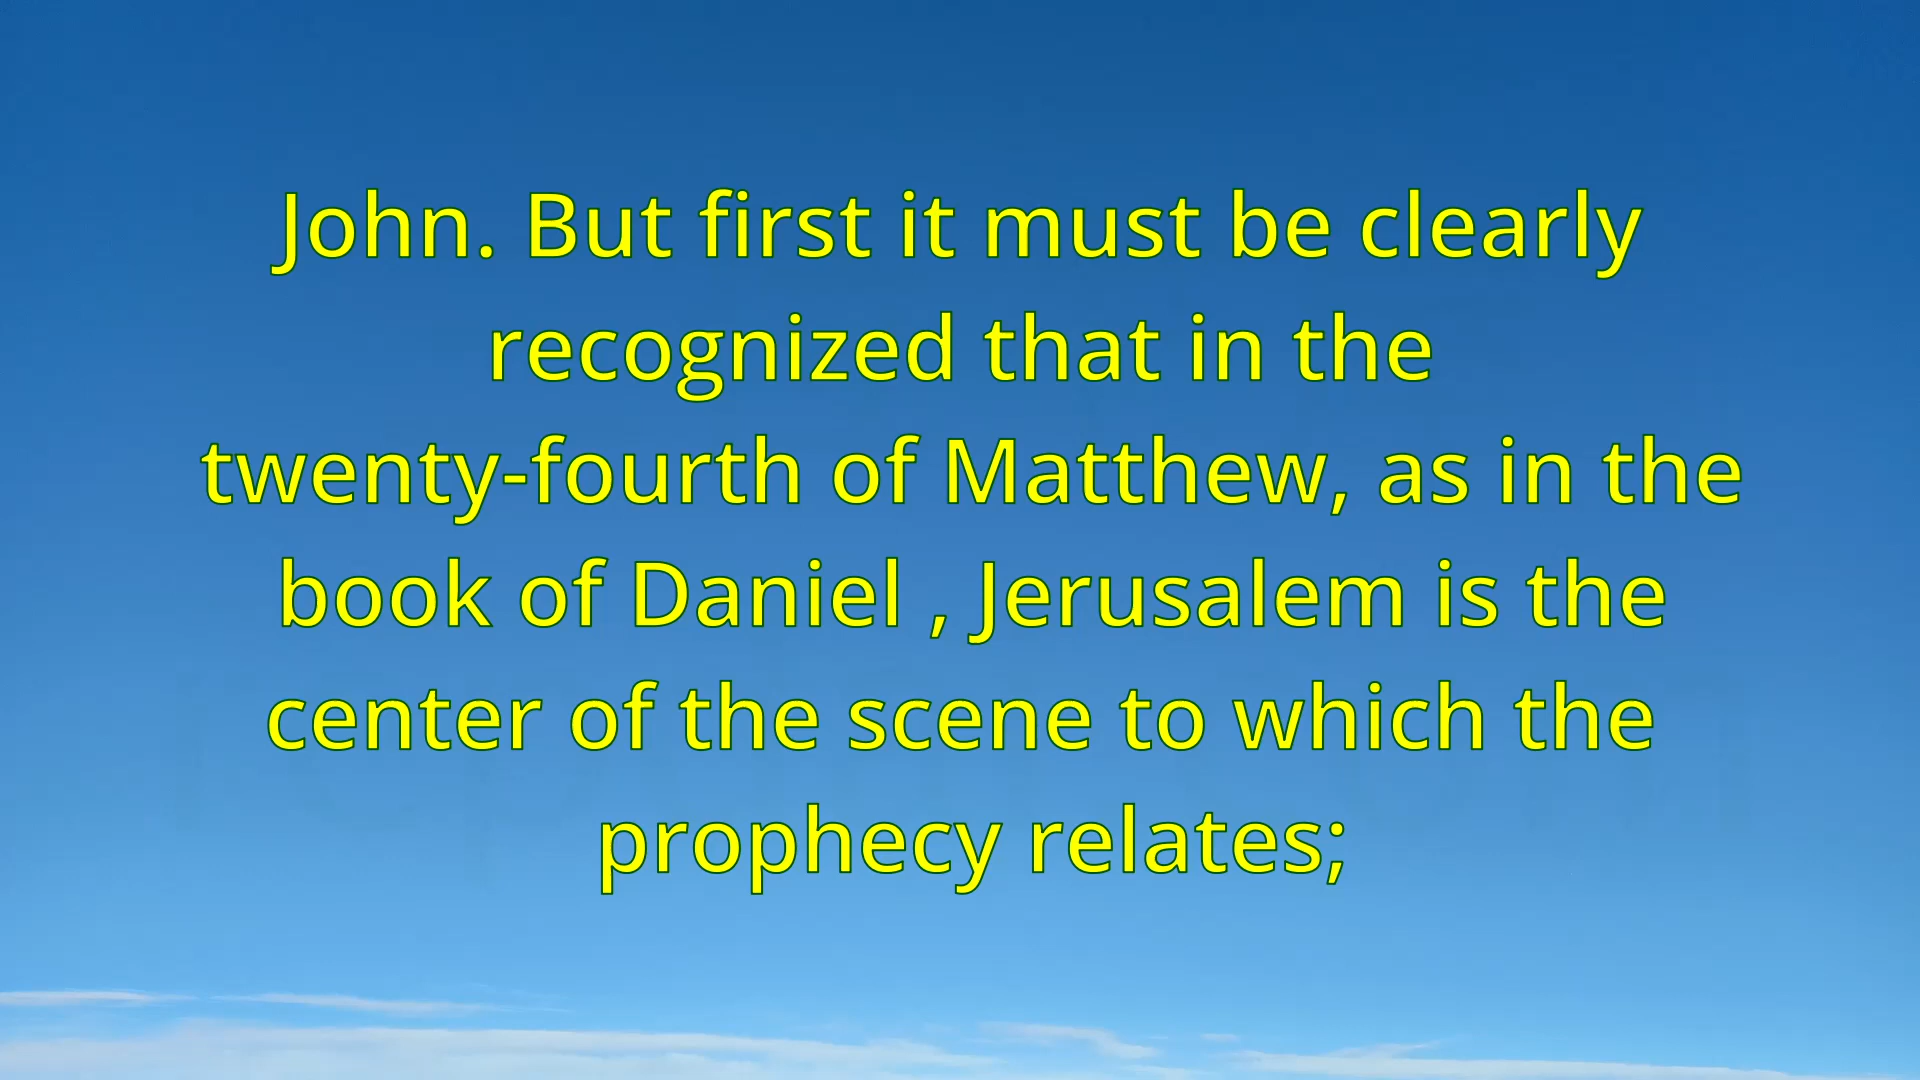 John. But first it must be clearly
recognized that in the
twenty-fourth of Matthew, as in the
book of Daniel , Jerusalem is the
center of the scene to which the
prophecy relates;